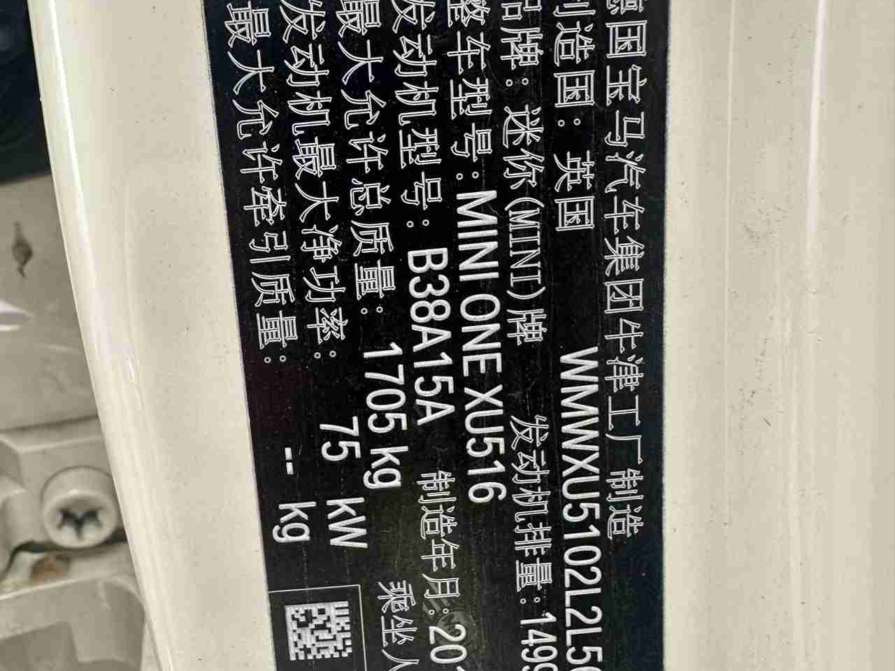 德国宝马汽车集团牛津工厂制造
制造国：英国 WMWXU5102L2L5
品牌：迷你(MINI)牌 发动机排量：149
整车型号：MINI ONE XU516
发动机型号：B38A15A 制造年月：201
最大允许总质量：1705 kg 乘坐人
发动机最大净功率：75 kW
最大允许牵引质量：-- kg